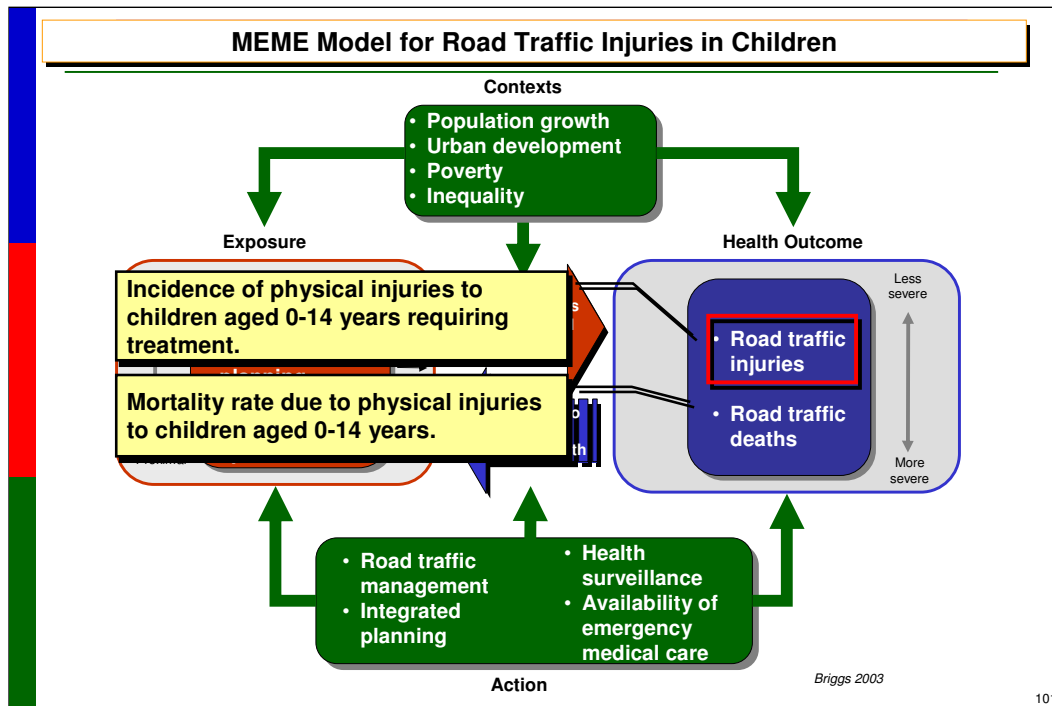 MEME Model for Road Traffic Injuries in Children
Contexts
• Population growth
• Urban development
• Poverty
• Inequality
Exposure
Health Outcome
Incidence of physical injuries to
children aged 0-14 years requiring
treatment.
Mortality rate due to physical injuries
to children aged 0-14 years.
Less
severe
• Road traffic
injuries
• Road traffic
deaths
More
severe
• Road traffic
management
• Integrated
planning
• Health
surveillance
• Availability of
emergency
medical care
Action
Briggs 2003
101